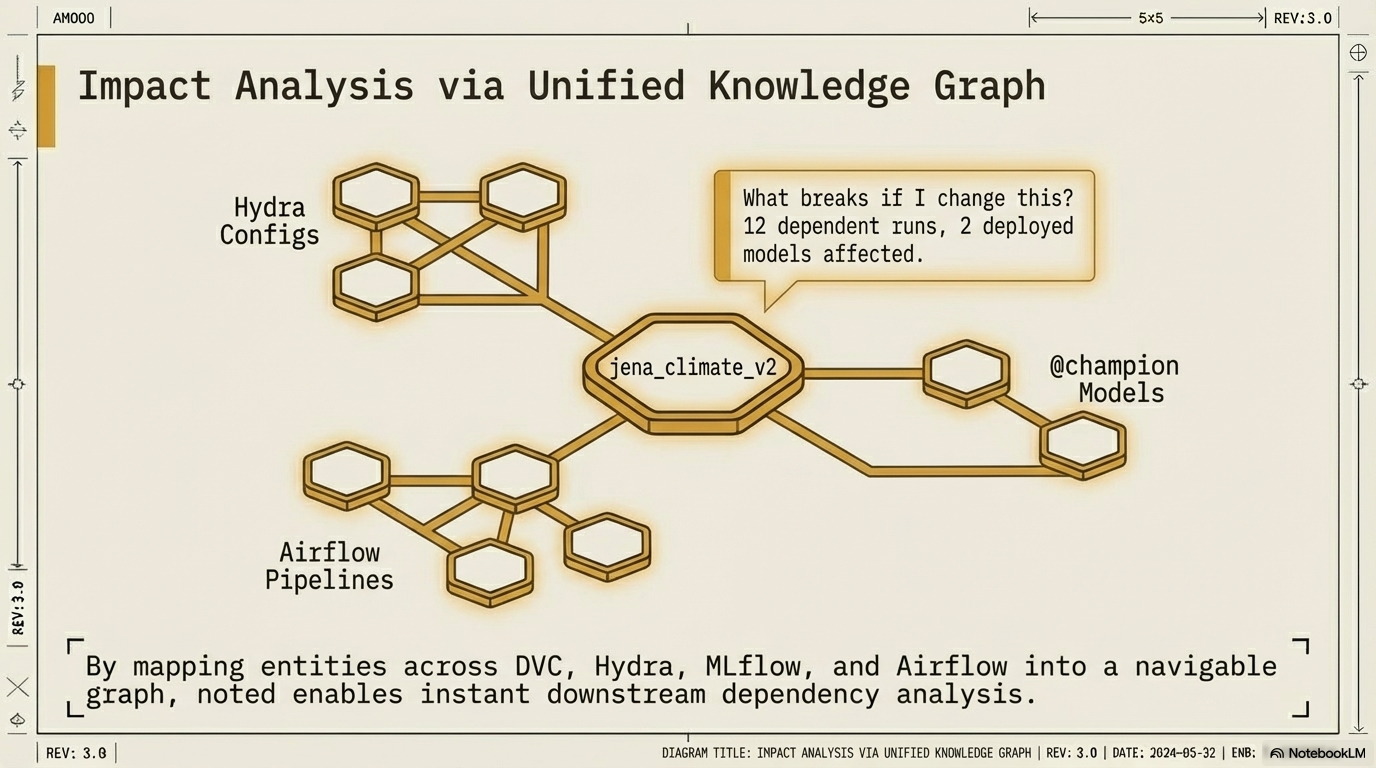 AMOOO
5×5
REV:3.0
Impact Analysis via Unified Knowledge Graph
Hydra
Configs
What breaks if I change this?
12 dependent runs, 2 deployed
models affected.
jena_climate_v2
@champion
Models
Airflow
Pipelines
REV:3.0
By mapping entities across DVC, Hydra, MLflow, and Airflow into a navigable
graph, noted enables instant downstream dependency analysis.
REV: 3.0
DIAGRAM TITLE: IMPACT ANALYSIS VIA UNIFIED KNOWLEDGE GRAPH | REV: 3.0 | DATE: 2024-05-32 | ENB:
NotebookLM